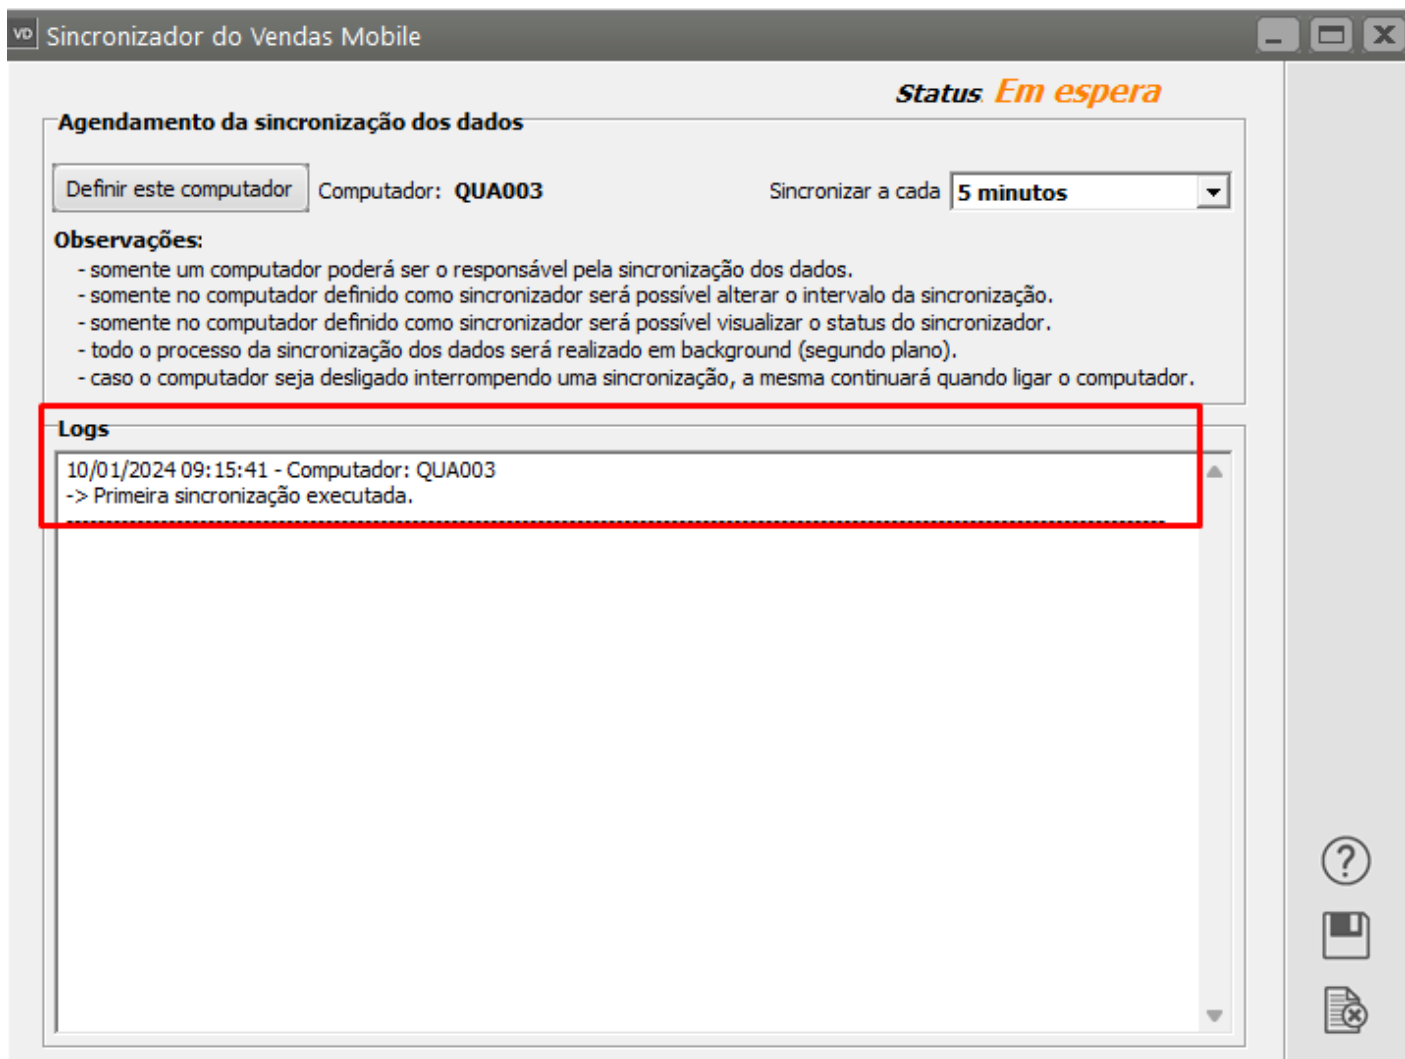 VD Sincronizador do Vendas Mobile
Status: Em espera
Agendamento da sincronização dos dados
Definir este computador Computador: QUA003 Sincronizar a cada 5 minutos
Observações:
- somente um computador poderá ser o responsável pela sincronização dos dados.
- somente no computador definido como sincronizador será possível alterar o intervalo da sincronização.
- somente no computador definido como sincronizador será possível visualizar o status do sincronizador.
- todo o processo da sincronização dos dados será realizado em background (segundo plano).
- caso o computador seja desligado interrompendo uma sincronização, a mesma continuará quando ligar o computador.
Logs
10/01/2024 09:15:41 - Computador: QUA003
-> Primeira sincronização executada.